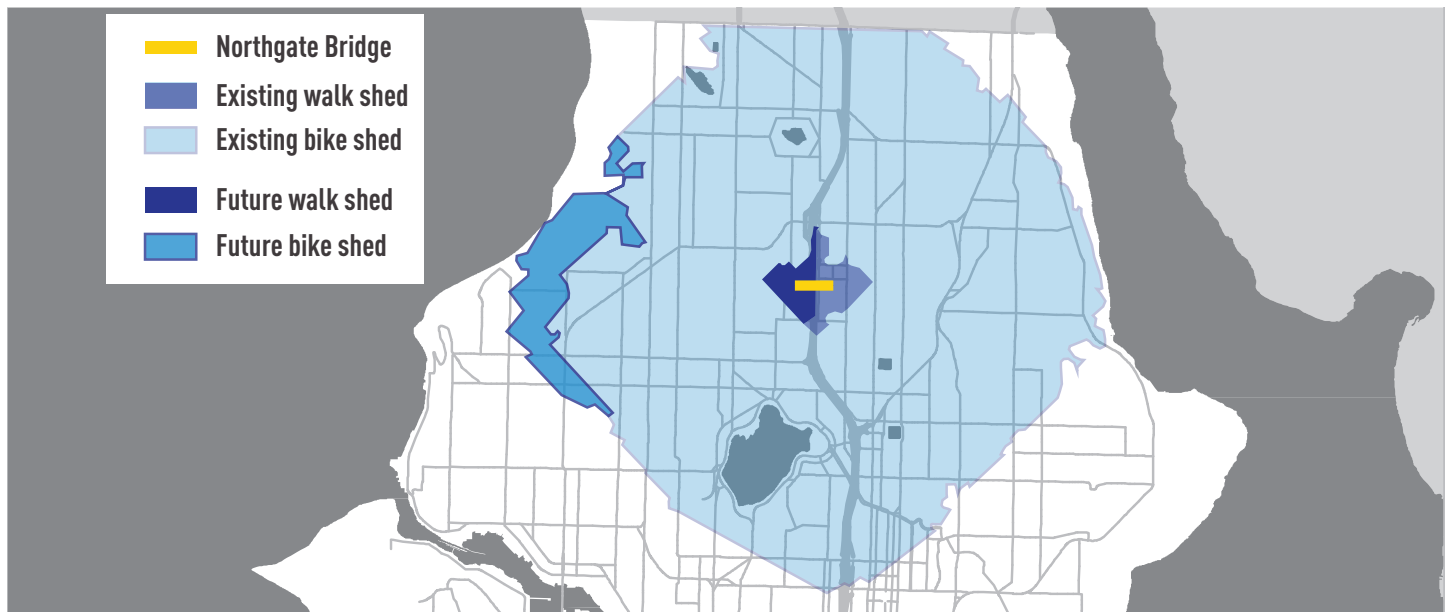 Northgate Bridge
Existing walk shed
Existing bike shed
Future walk shed
Future bike shed